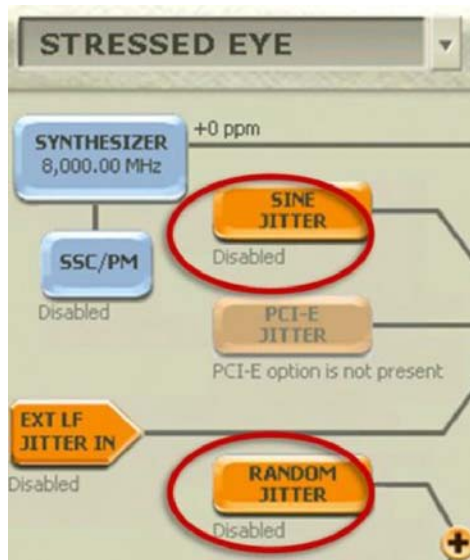 STRESSED EYE
SYNTHESIZER
8,000.00 MHz
+0 ppm
SINE
JITTER
Disabled
SSC/PM
Disabled
PCI-E
JITTER
PCI-E option is not present
EXT LF
JITTER IN
Disabled
RANDOM
JITTER
Disabled